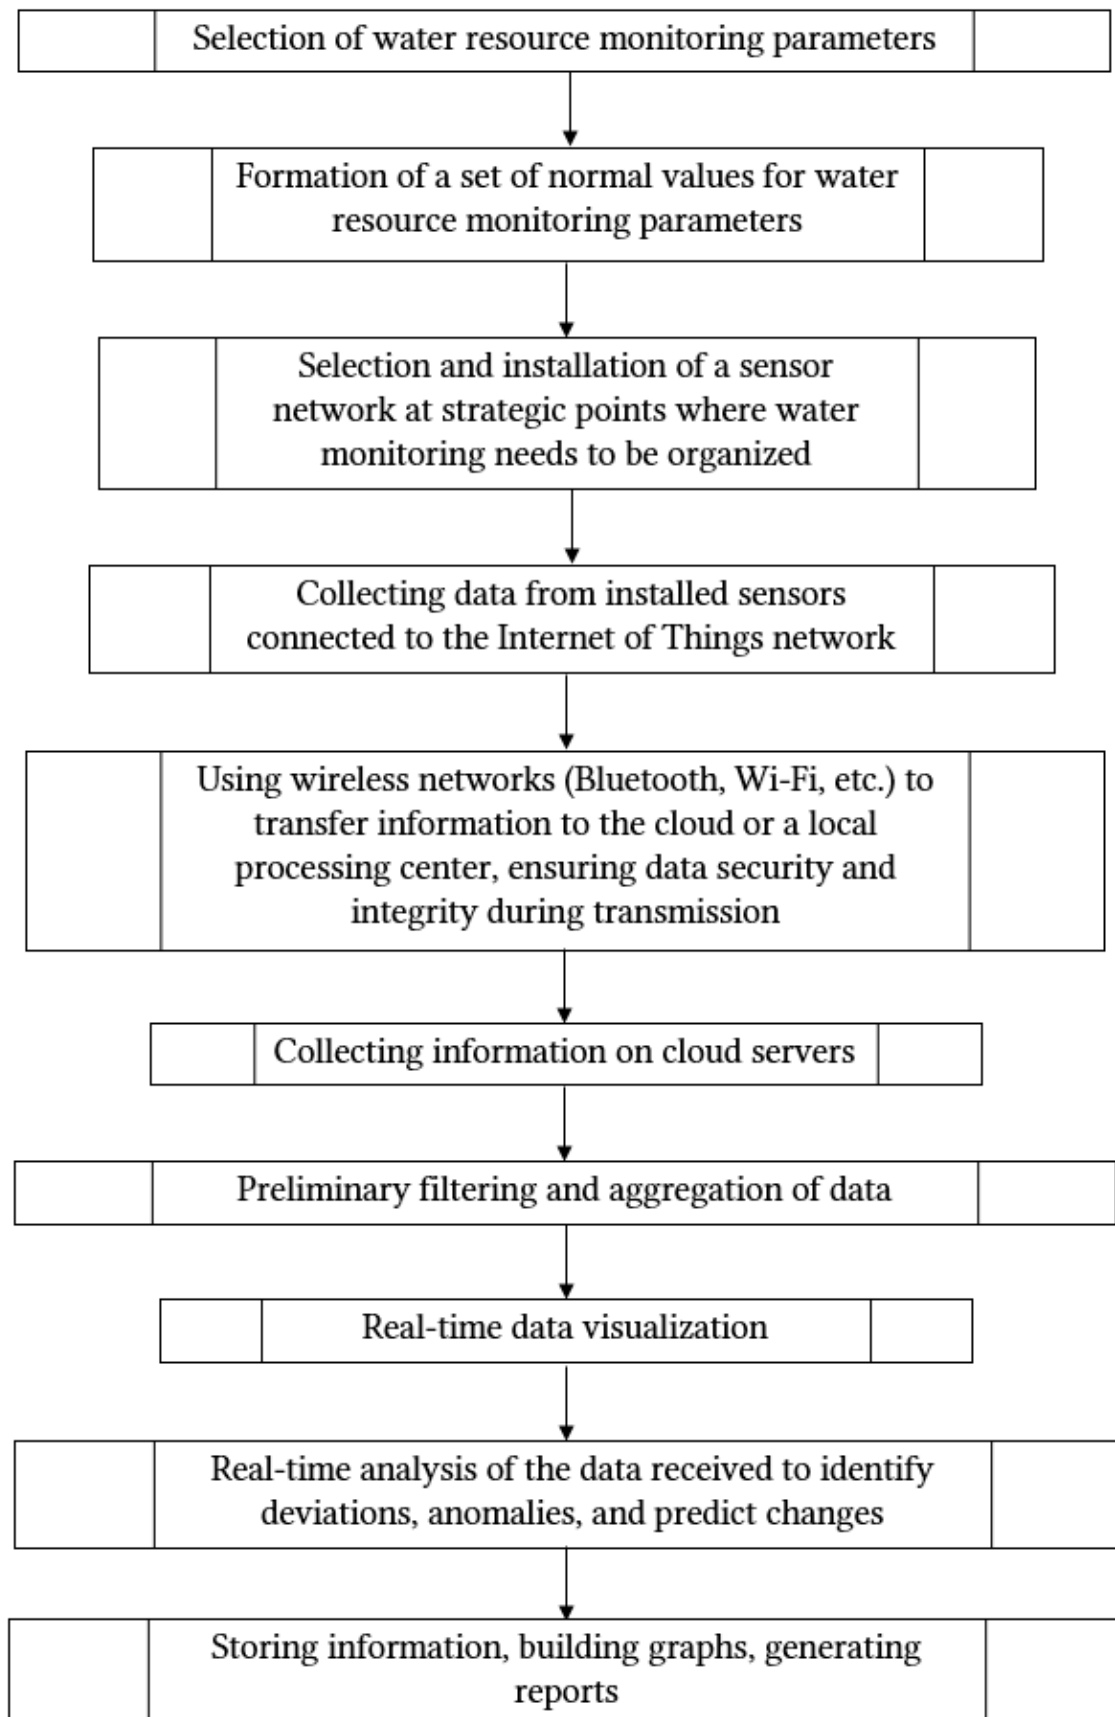 Selection of water resource monitoring parameters
Formation of a set of normal values for water
resource monitoring parameters
Selection and installation of a sensor
network at strategic points where water
monitoring needs to be organized
Collecting data from installed sensors
connected to the Internet of Things network
Using wireless networks (Bluetooth, Wi-Fi, etc.) to
transfer information to the cloud or a local
processing center, ensuring data security and
integrity during transmission
Collecting information on cloud servers
Preliminary filtering and aggregation of data
Real-time data visualization
Real-time analysis of the data received to identify
deviations, anomalies, and predict changes
Storing information, building graphs, generating
reports